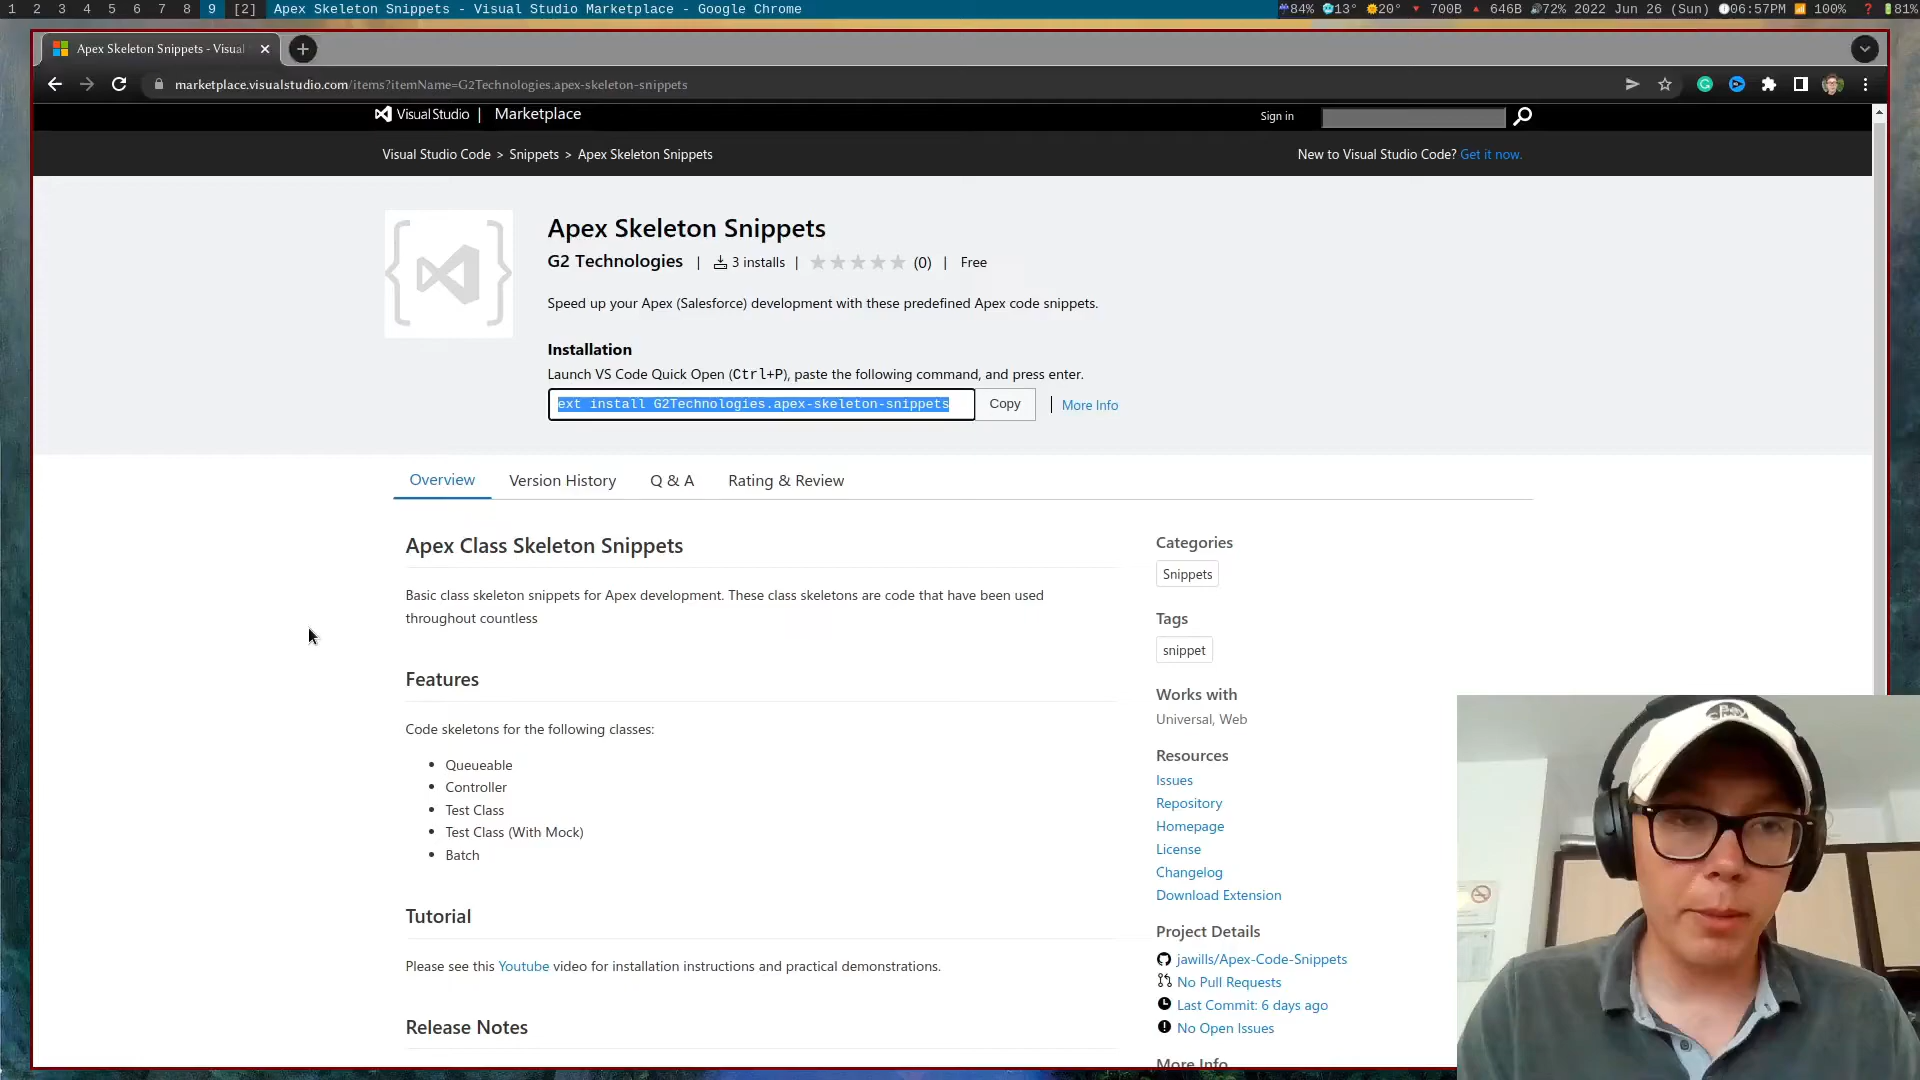 1 2 3 4 5 6 7 8 9 [2] Apex Skeleton Snippets - Visual Studio Marketplace - Google Chrome
84% 13° 20° 700B 646B 72% 2022 Jun 26 (Sun) 06:57PM 100% 81%
Apex Skeleton Snippets - Visual
marketplace.visualstudio.com/items?itemName=G2Technologies.apex-skeleton-snippets
Visual Studio | Marketplace
Sign in
Visual Studio Code > Snippets > Apex Skeleton Snippets
New to Visual Studio Code? Get it now.
Apex Skeleton Snippets
G2 Technologies | 3 installs | (0) | Free
Speed up your Apex (Salesforce) development with these predefined Apex code snippets.
Installation
Launch VS Code Quick Open (Ctrl+P), paste the following command, and press enter.
ext install G2Technologies.apex-skeleton-snippets
Copy
| More Info
Overview Version History Q & A Rating & Review
Apex Class Skeleton Snippets
Basic class skeleton snippets for Apex development. These class skeletons are code that have been used
throughout countless
Features
Code skeletons for the following classes:
• Queueable
• Controller
• Test Class
• Test Class (With Mock)
• Batch
Tutorial
Please see this Youtube video for installation instructions and practical demonstrations.
Release Notes
Categories
Snippets
Tags
snippet
Works with
Universal, Web
Resources
Issues
Repository
Homepage
License
Changelog
Download Extension
Project Details
jawills/Apex-Code-Snippets
No Pull Requests
Last Commit: 6 days ago
No Open Issues
More Info